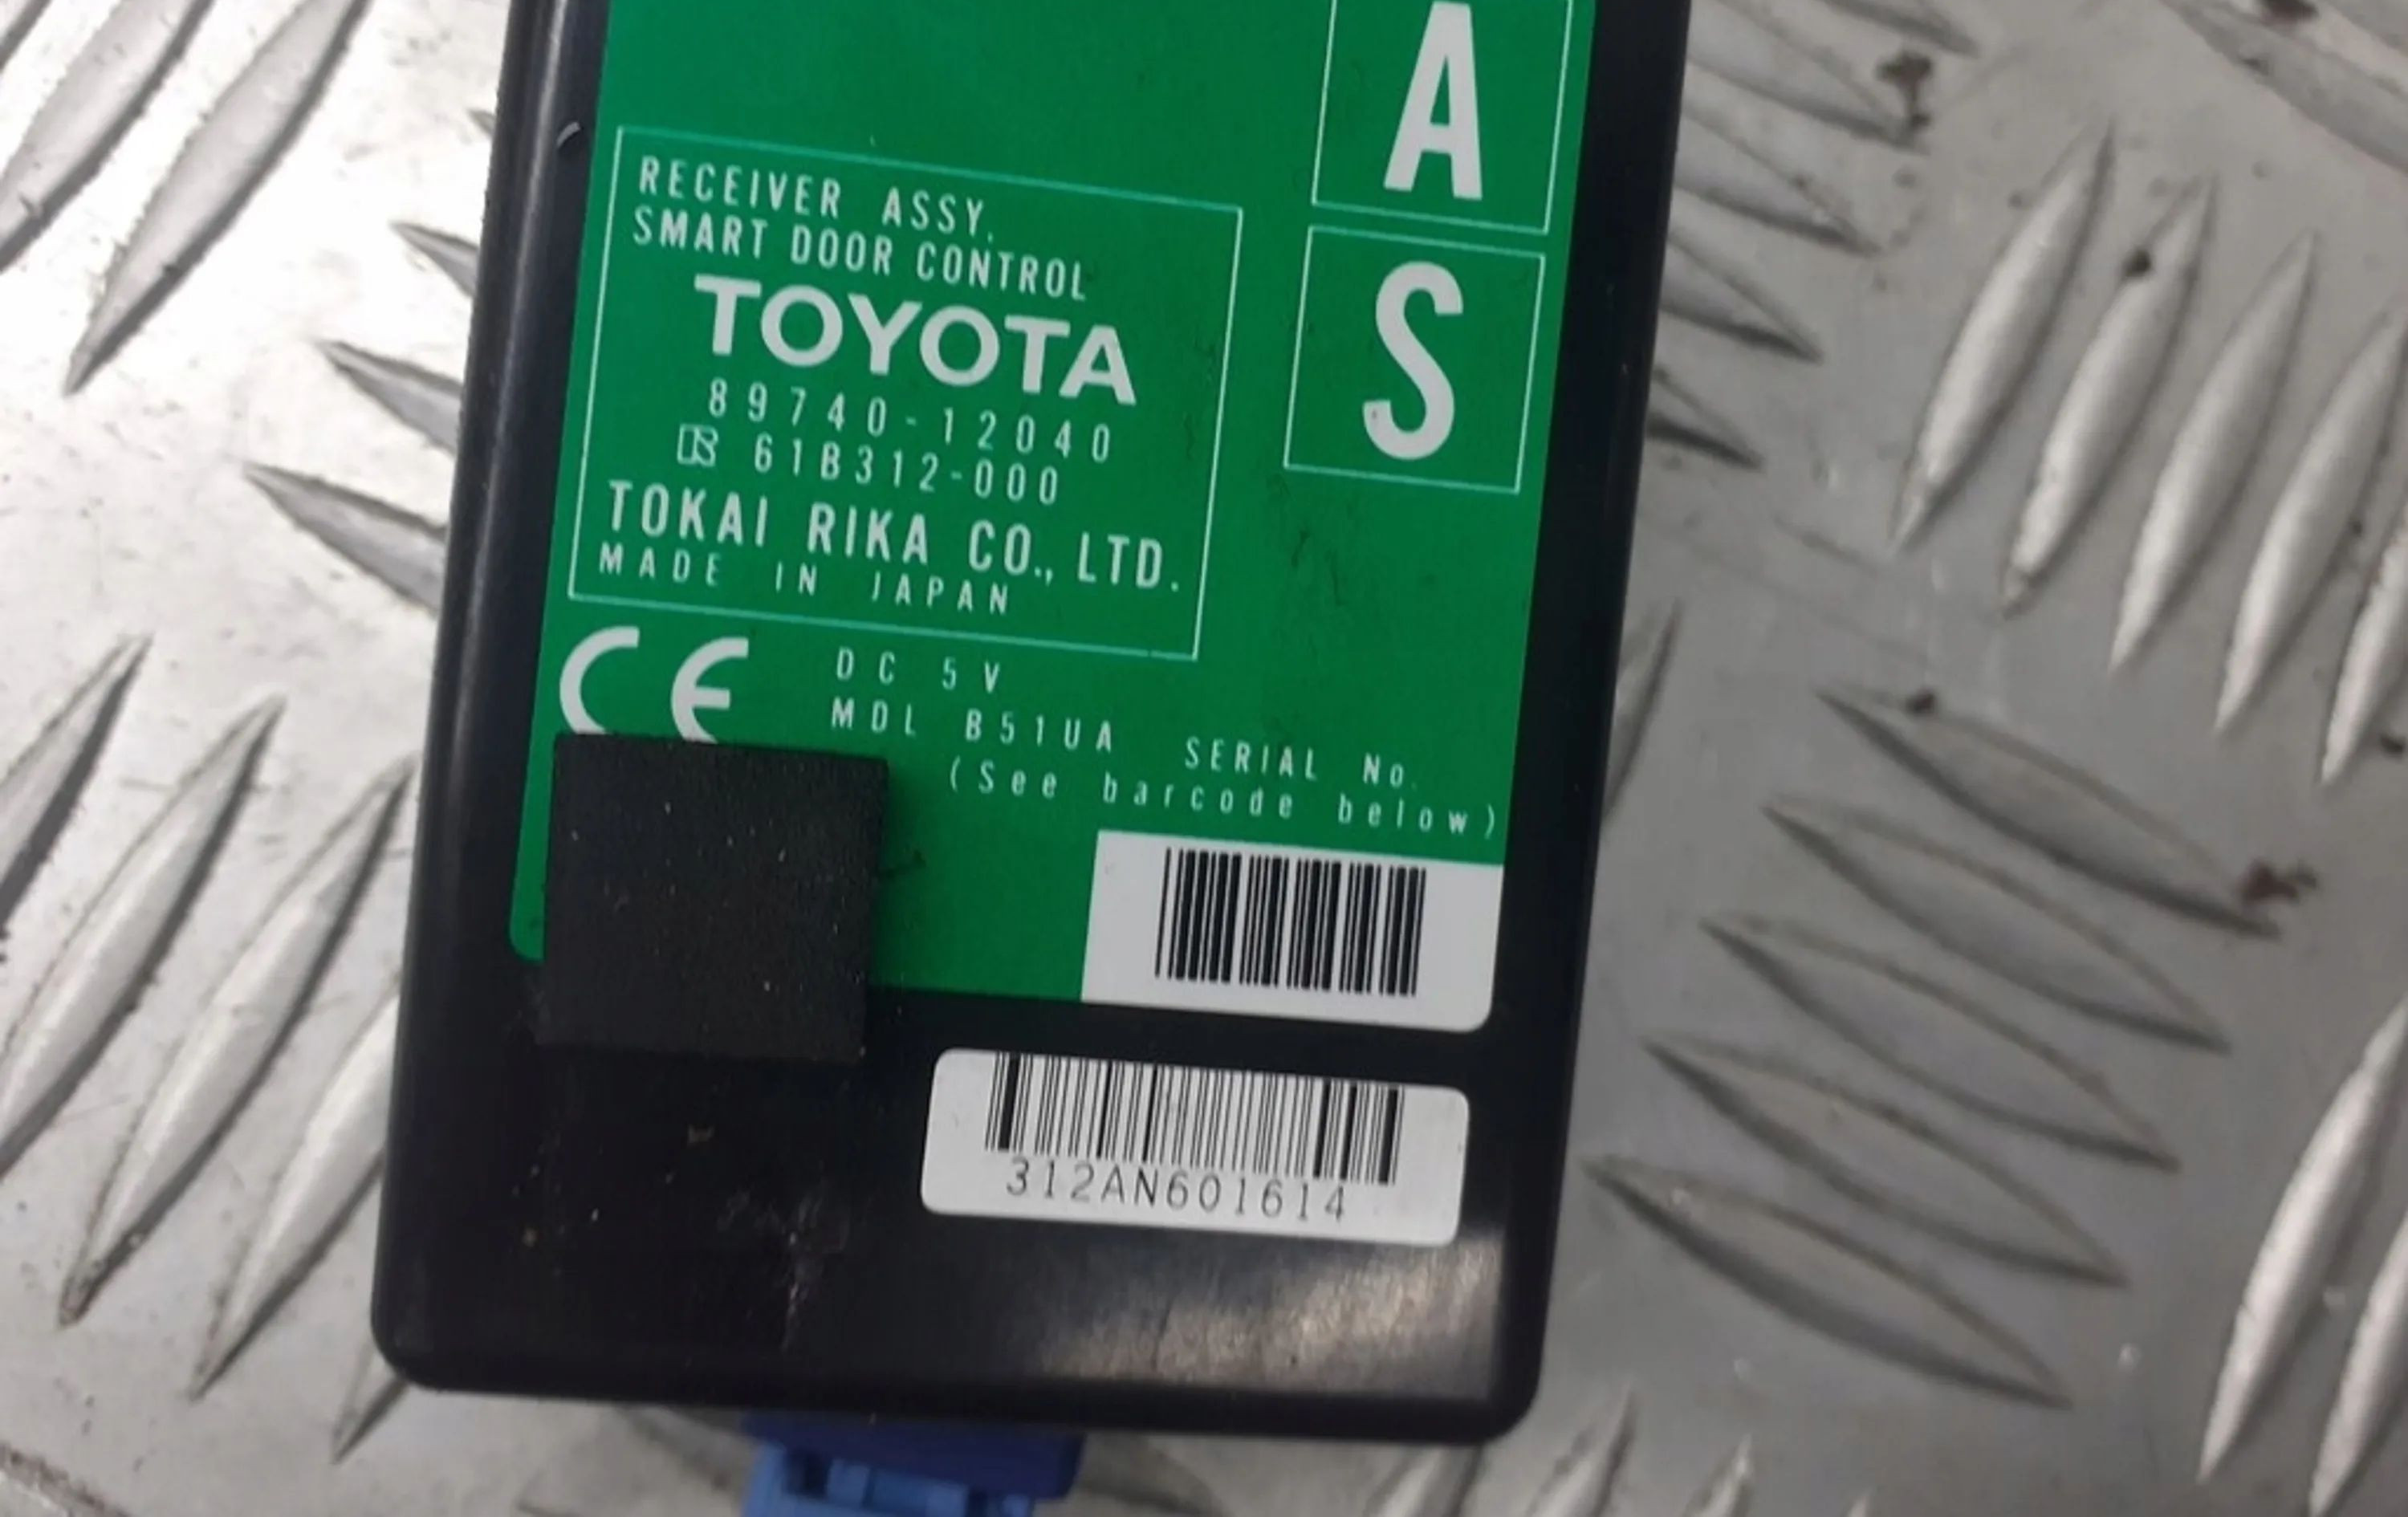 A
S
RECEIVER ASSY.
SMART DOOR CONTROL
TOYOTA
89740-12040
61B312-000
TOKAI RIKA CO., LTD.
MADE IN JAPAN
CE
DC 5V
MDL B51UA SERIAL No.
(See barcode below)
312AN601614